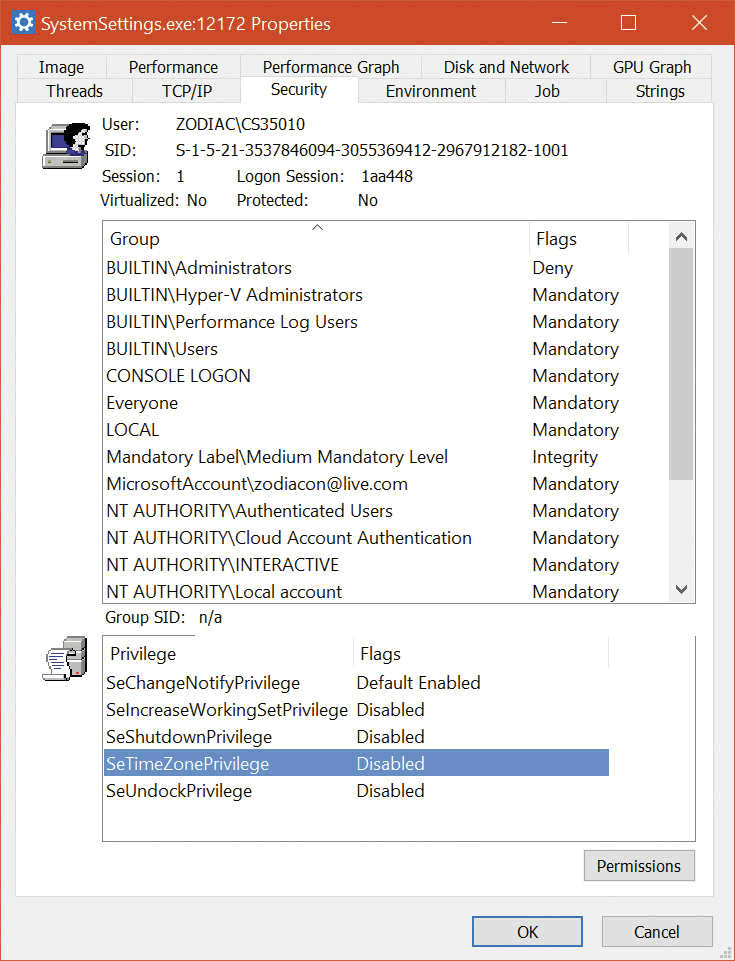 SystemSettings.exe:12172 Properties
Image Performance Performance Graph Disk and Network GPU Graph
Threads TCP/IP Security Environment Job Strings
User: ZODIAC\CS35010
SID: S-1-5-21-3537846094-3055369412-2967912182-1001
Session: 1 Logon Session: 1aa448
Virtualized: No Protected: No
Group Flags
BUILTIN\Administrators Deny
BUILTIN\Hyper-V Administrators Mandatory
BUILTIN\Performance Log Users Mandatory
BUILTIN\Users Mandatory
CONSOLE LOGON Mandatory
Everyone Mandatory
LOCAL Mandatory
Mandatory Label\Medium Mandatory Level Integrity
MicrosoftAccount\zodiacon@live.com Mandatory
NT AUTHORITY\Authenticated Users Mandatory
NT AUTHORITY\Cloud Account Authentication Mandatory
NT AUTHORITY\INTERACTIVE Mandatory
NT AUTHORITY\Local account Mandatory
Group SID: n/a
Privilege Flags
SeChangeNotifyPrivilege Default Enabled
SeIncreaseWorkingSetPrivilege Disabled
SeShutdownPrivilege Disabled
SeTimeZonePrivilege Disabled
SeUndockPrivilege Disabled
Permissions
OK Cancel